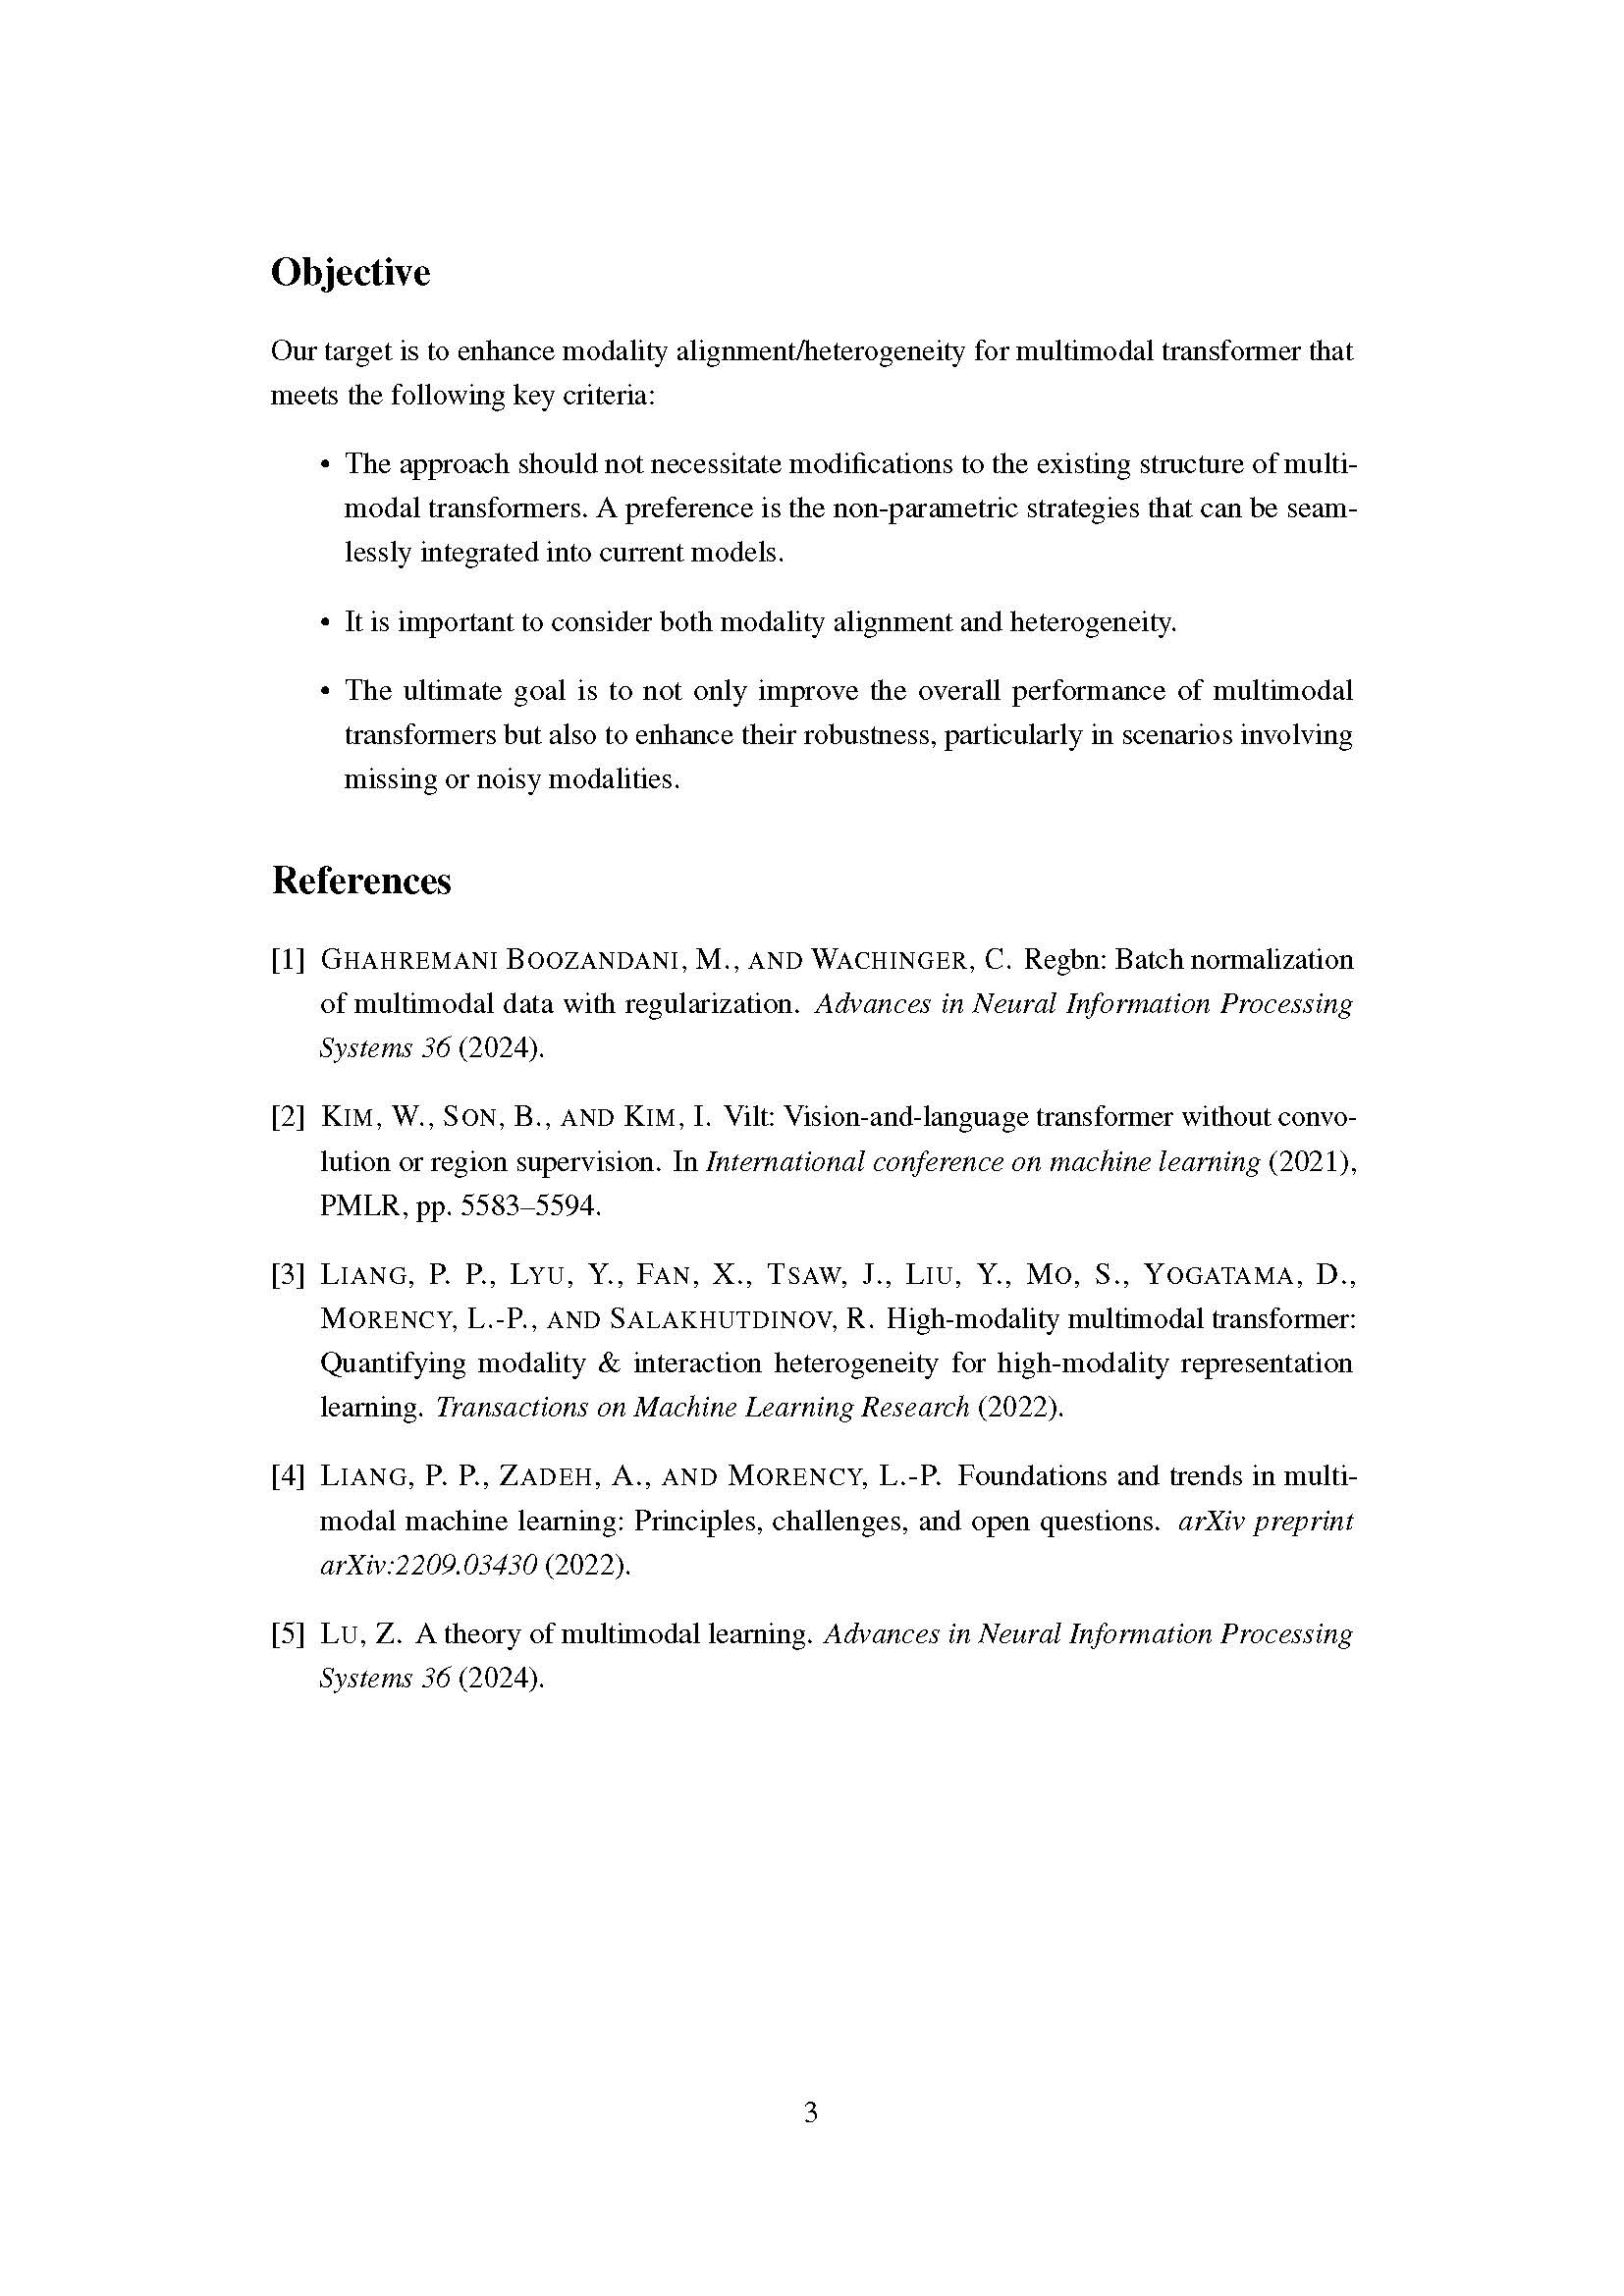 Objective
Our target is to enhance modality alignment/heterogeneity for multimodal transformer that
meets the following key criteria:
• The approach should not necessitate modifications to the existing structure of multi-
modal transformers. A preference is the non-parametric strategies that can be seam-
lessly integrated into current models.
• It is important to consider both modality alignment and heterogeneity.
• The ultimate goal is to not only improve the overall performance of multimodal
transformers but also to enhance their robustness, particularly in scenarios involving
missing or noisy modalities.
References
[1] GHAHREMANI BOOZANDANI, M., AND WACHINGER, C. Regbn: Batch normalization
of multimodal data with regularization. Advances in Neural Information Processing
Systems 36 (2024).
[2] KIM, W., SON, B., AND KIM, I. Vilt: Vision-and-language transformer without convo-
lution or region supervision. In International conference on machine learning (2021),
PMLR, pp. 5583–5594.
[3] LIANG, P. P., LYU, Y., FAN, X., TSAW, J., LIU, Y., MO, S., YOGATAMA, D.,
MORENCY, L.-P., AND SALAKHUTDINOV, R. High-modality multimodal transformer:
Quantifying modality & interaction heterogeneity for high-modality representation
learning. Transactions on Machine Learning Research (2022).
[4] LIANG, P. P., ZADEH, A., AND MORENCY, L.-P. Foundations and trends in multi-
modal machine learning: Principles, challenges, and open questions. arXiv preprint
arXiv:2209.03430 (2022).
[5] LU, Z. A theory of multimodal learning. Advances in Neural Information Processing
Systems 36 (2024).
3